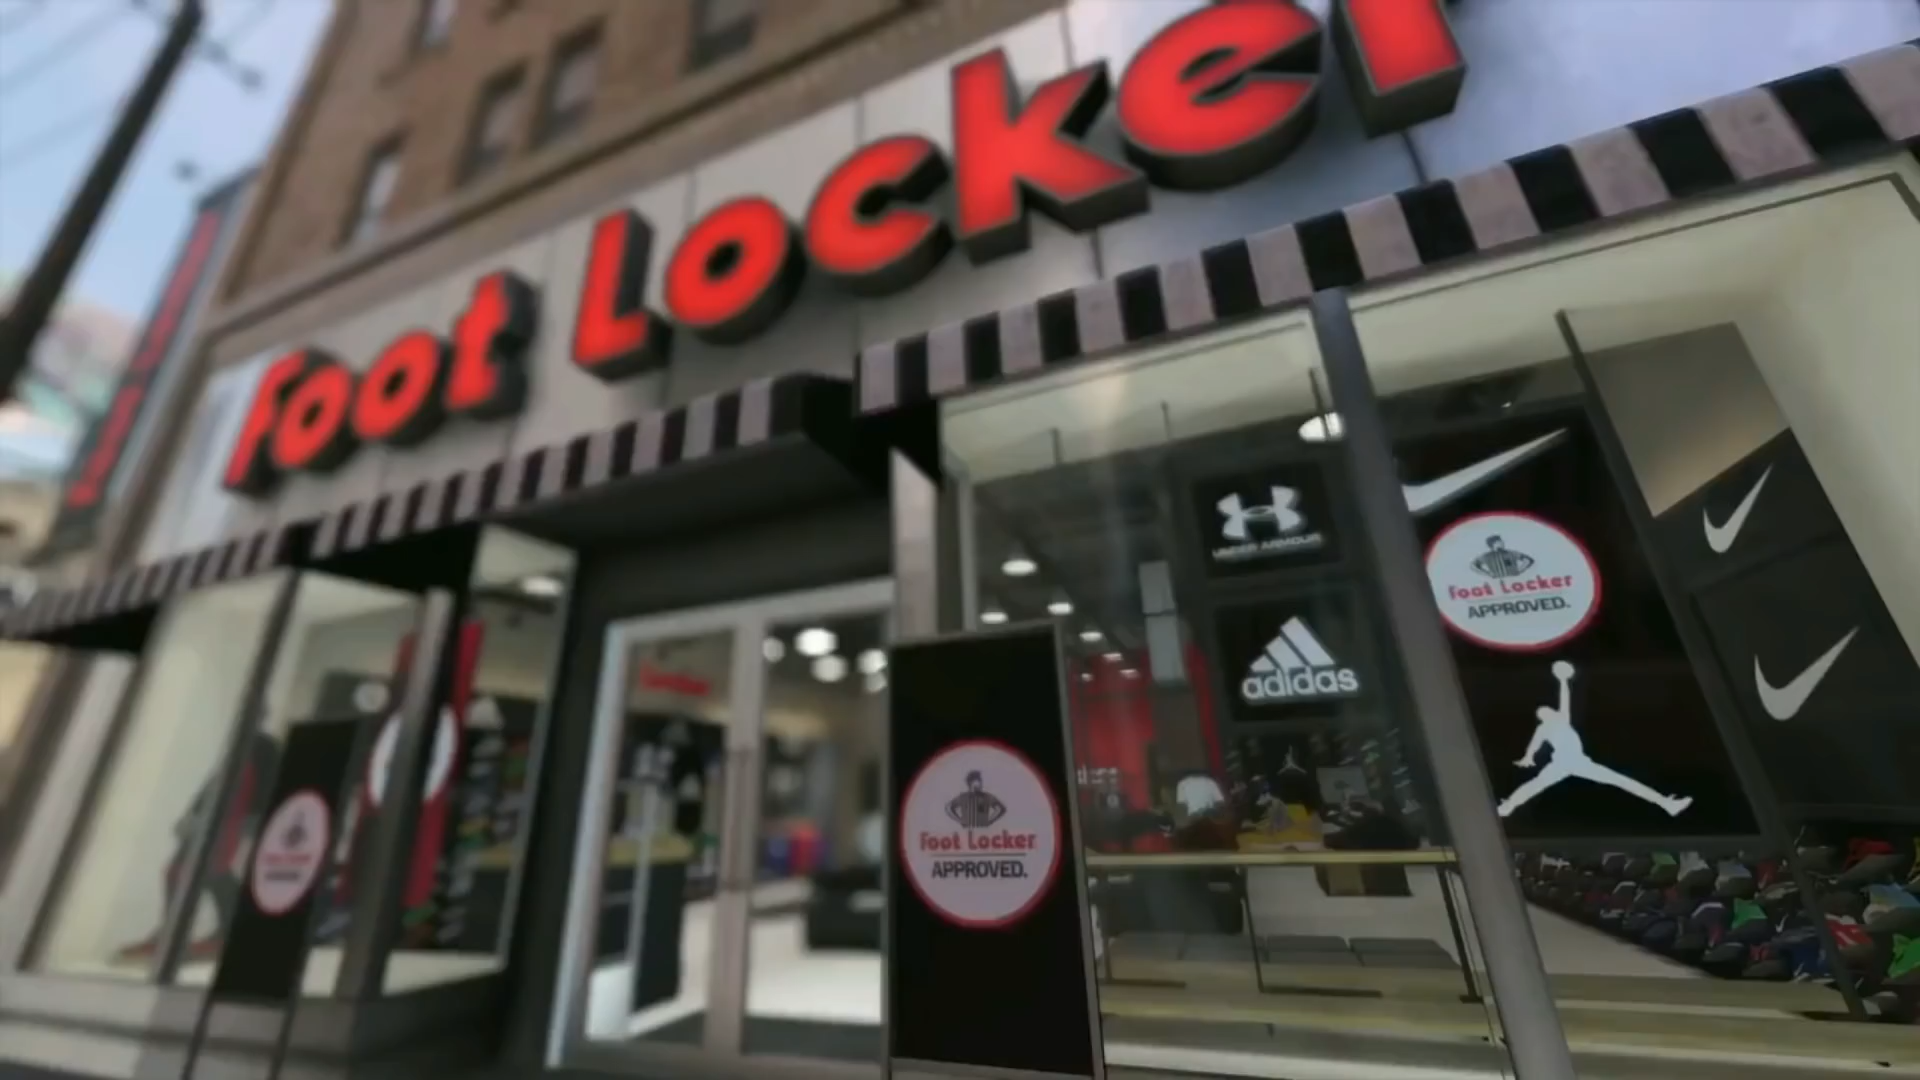 Foot Locker
UNDER ARMOUR
adidas
Foot Locker
APPROVED.
Foot Locker
APPROVED.